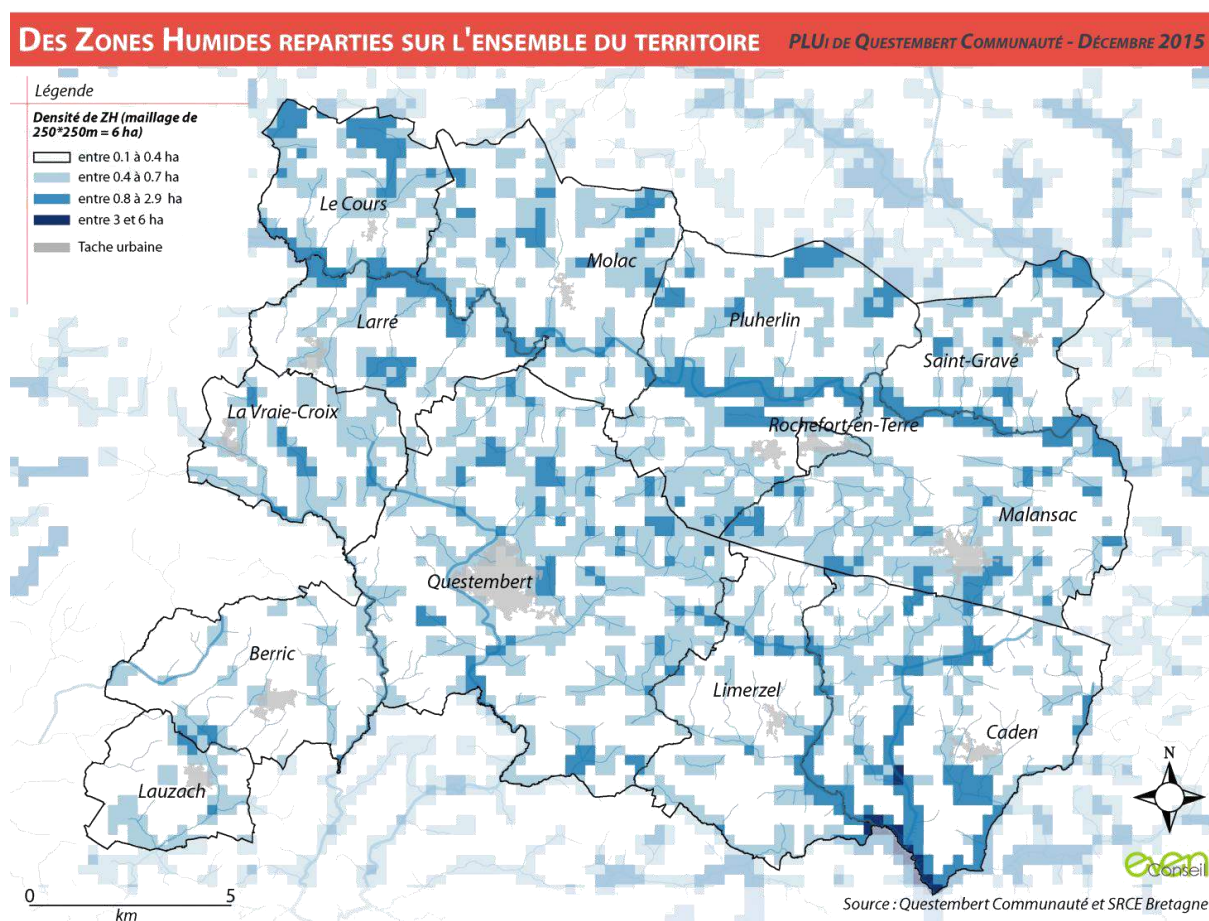 DES ZONES HUMIDES REPARTIES SUR L'ENSEMBLE DU TERRITOIRE PLUI DE QUESTEMBERT COMMUNAUTÉ - DÉCEMBRE 2015
Légende
Densité de ZH (maillage de
250*250m = 6 ha)
entre 0.1 à 0.4 ha
entre 0.4 à 0.7 ha
entre 0.8 à 2.9 ha
entre 3 et 6 ha
Tache urbaine
Le Cours
Molac
Larré
Pluherlin
Saint-Gravé
La Vraie-Croix
Rochefort-en-Terre
Malansac
Questembert
Berric
Limerzel
Caden
Lauzach
N
0 5
km
even
Conseil
Source : Questembert Communauté et SRCE Bretagne